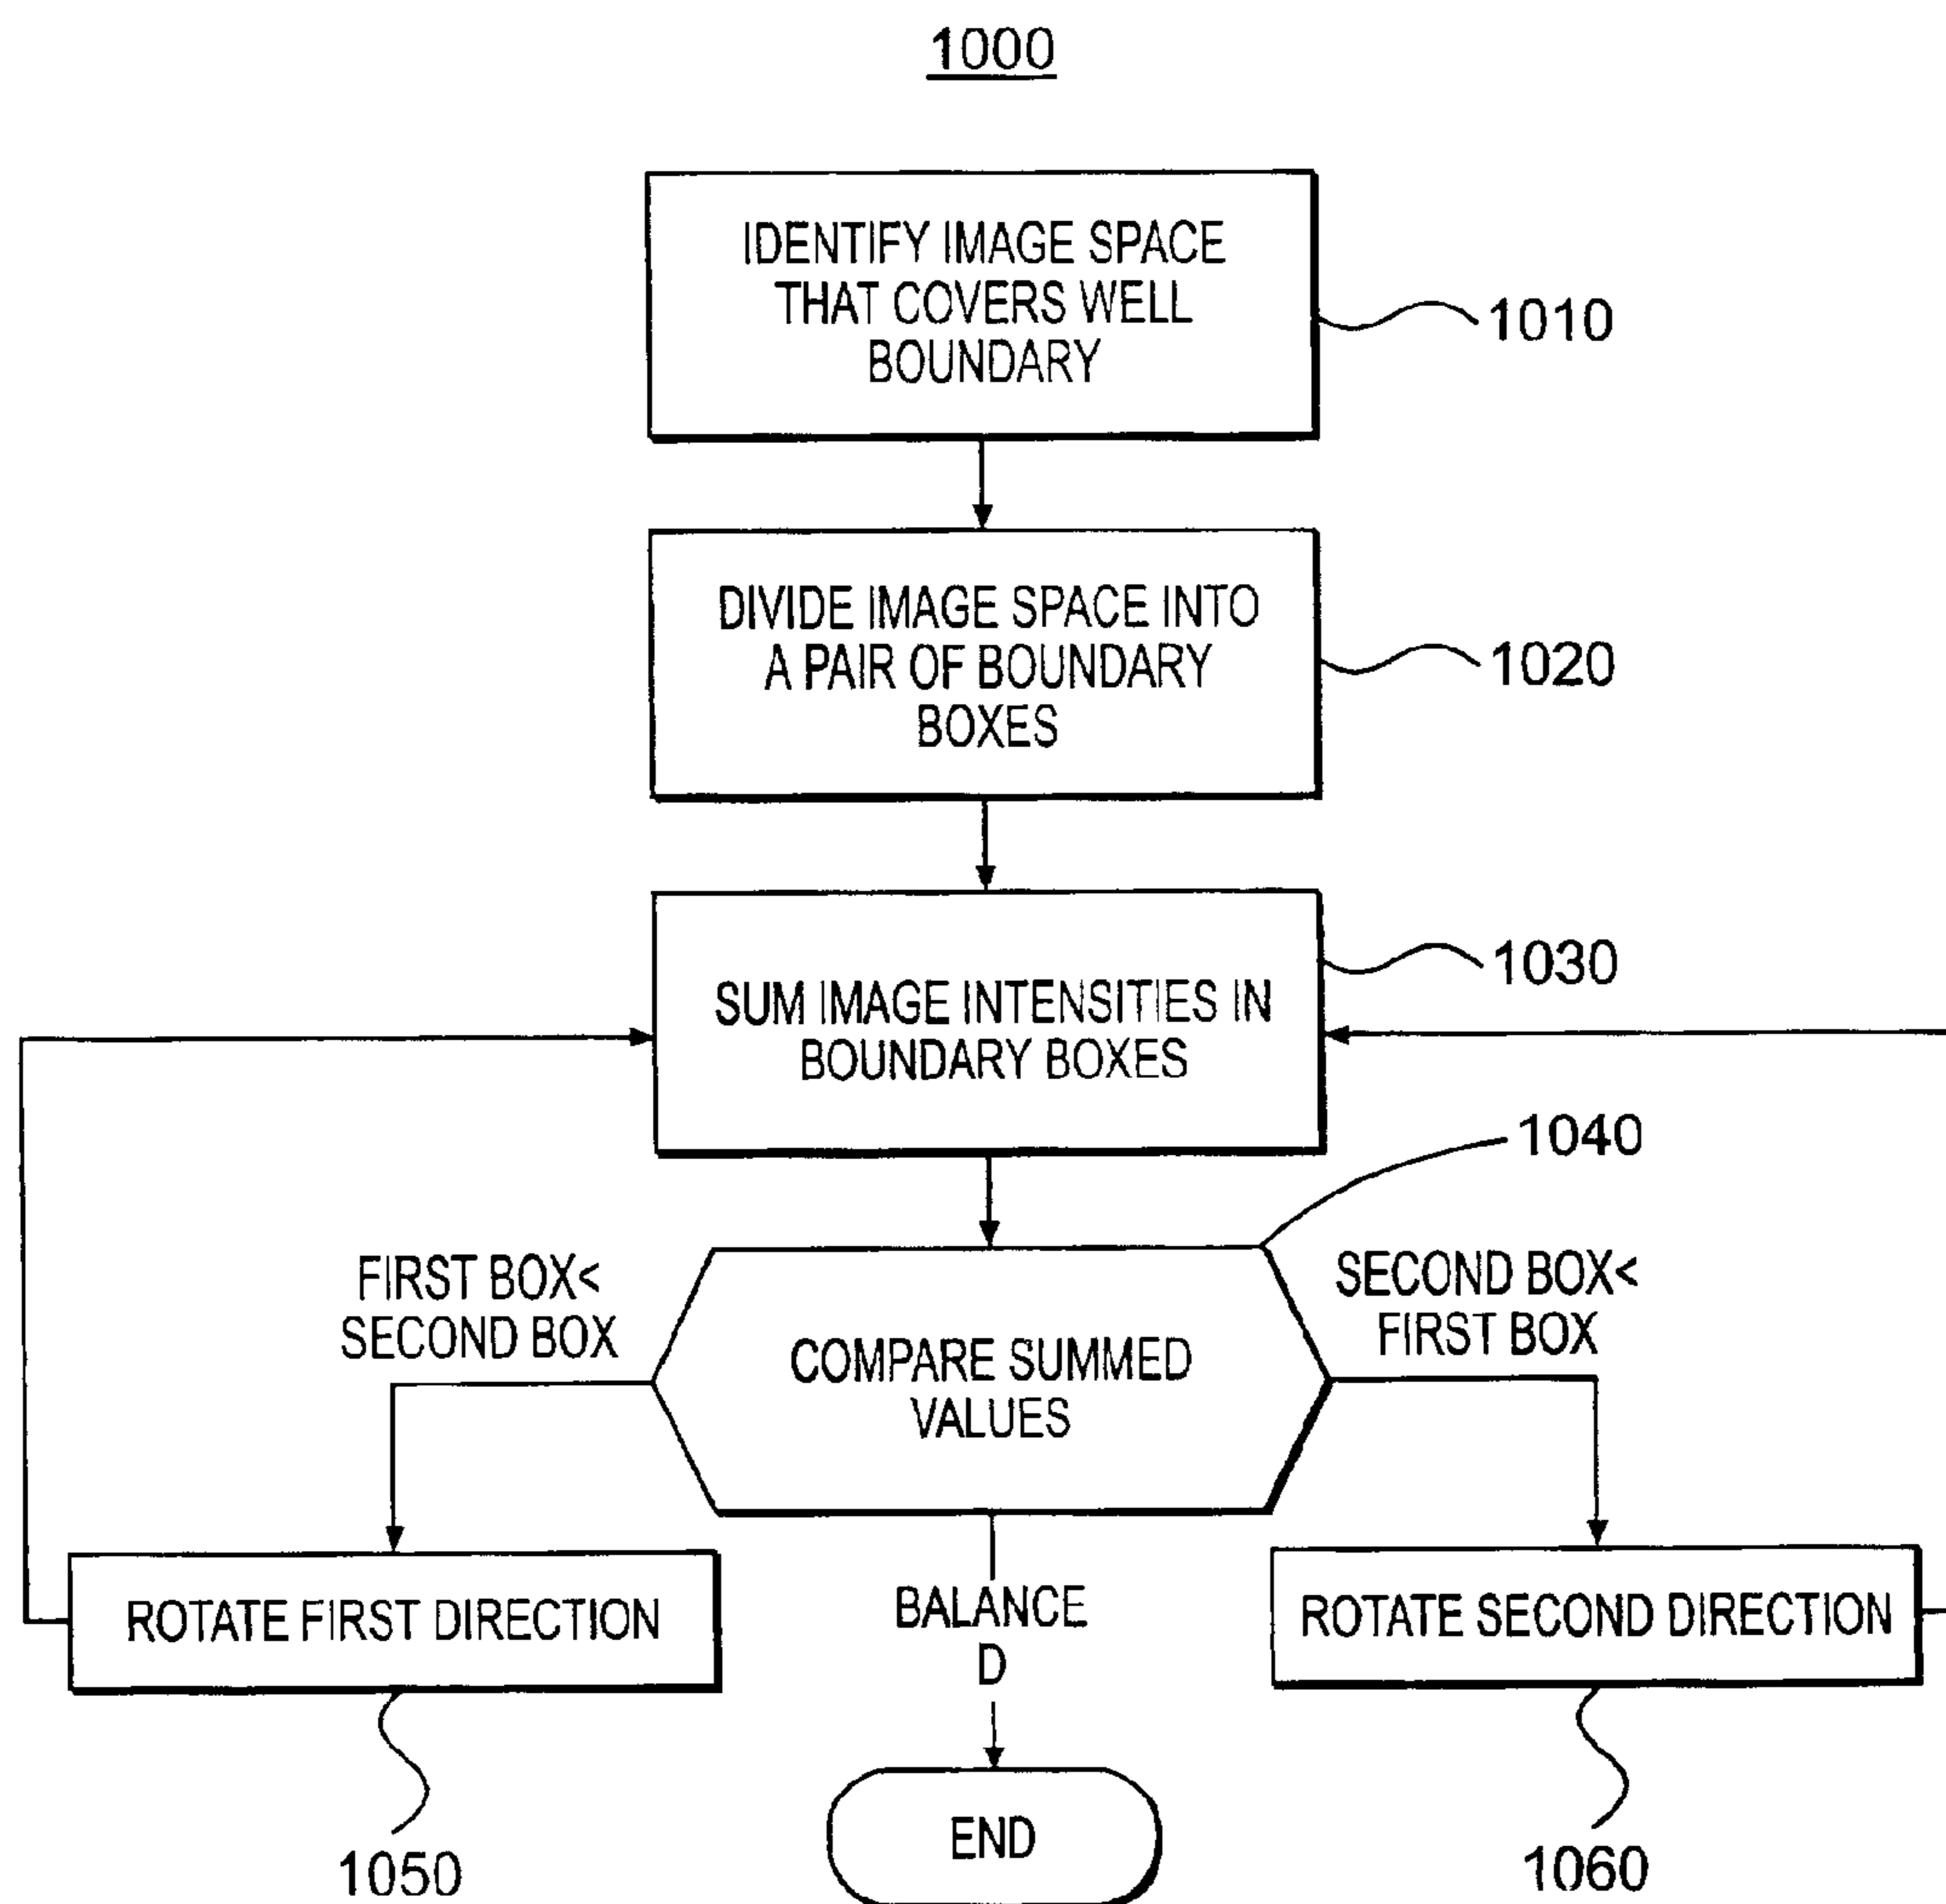 1000
IDENTIFY IMAGE SPACE
THAT COVERS WELL
BOUNDARY
1010
DIVIDE IMAGE SPACE INTO
A PAIR OF BOUNDARY
BOXES
1020
SUM IMAGE INTENSITIES IN
BOUNDARY BOXES
1030
1040
FIRST BOX<
SECOND BOX
COMPARE SUMMED
VALUES
SECOND BOX<
FIRST BOX
ROTATE FIRST DIRECTION
BALANCE
D
ROTATE SECOND DIRECTION
1050
END
1060